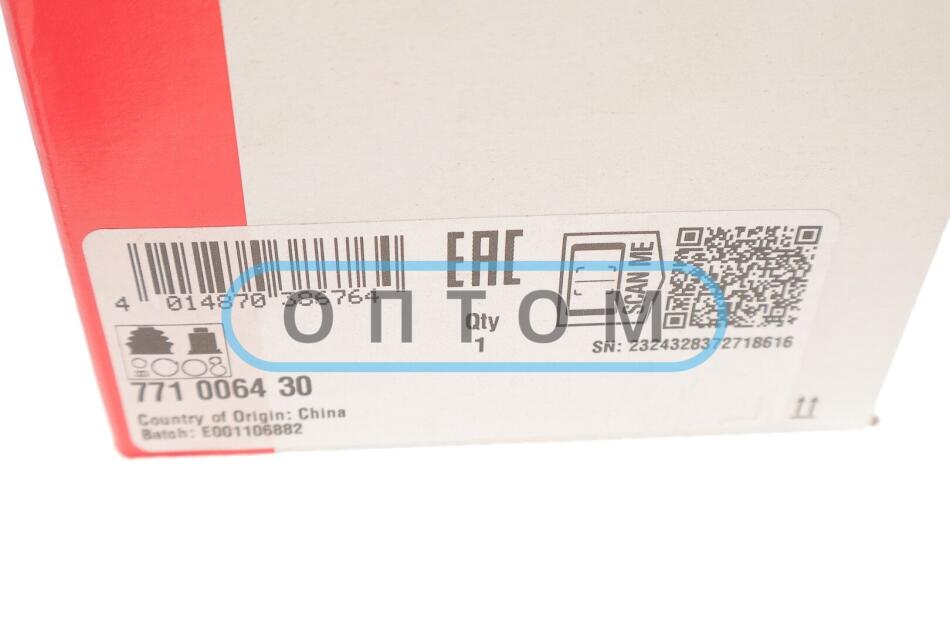 EAC
SCAN ME
4 014870 386764
ОПТОМ
Qty
1
SN: 2324328372718616
771 0064 30
Country of Origin: China
Batch: E001106882